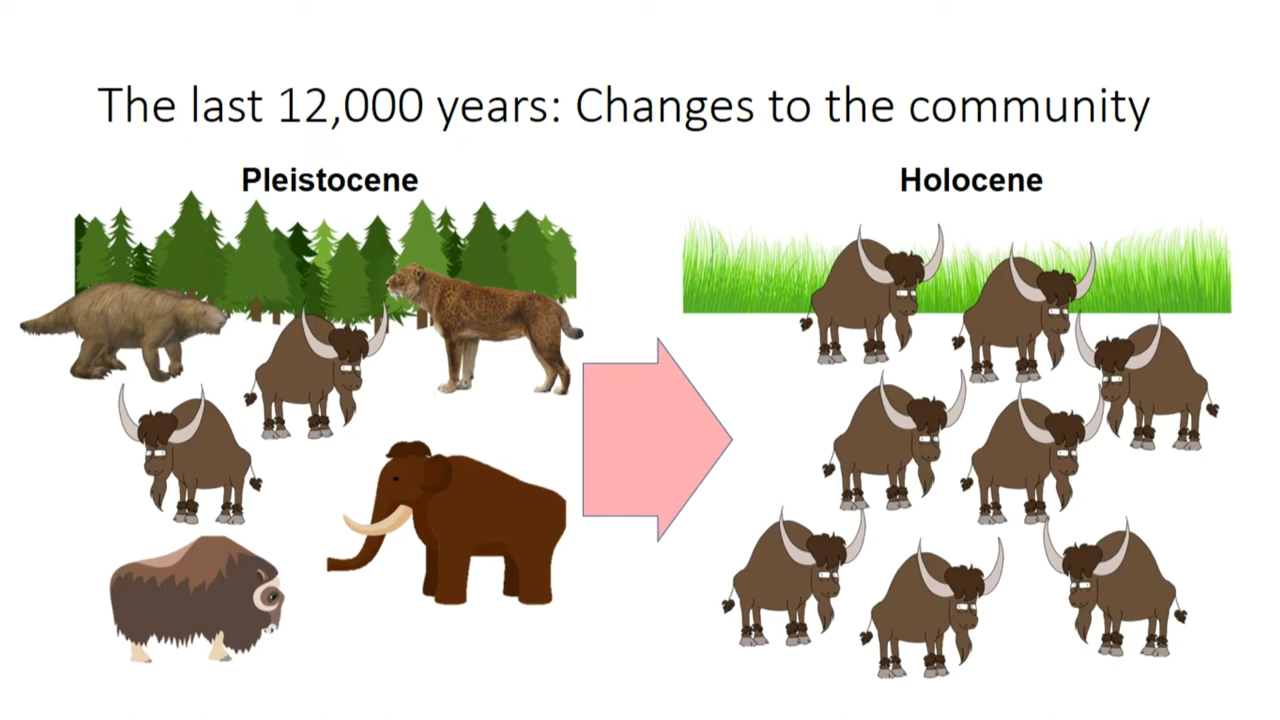 The last 12,000 years: Changes to the community
Pleistocene
Holocene